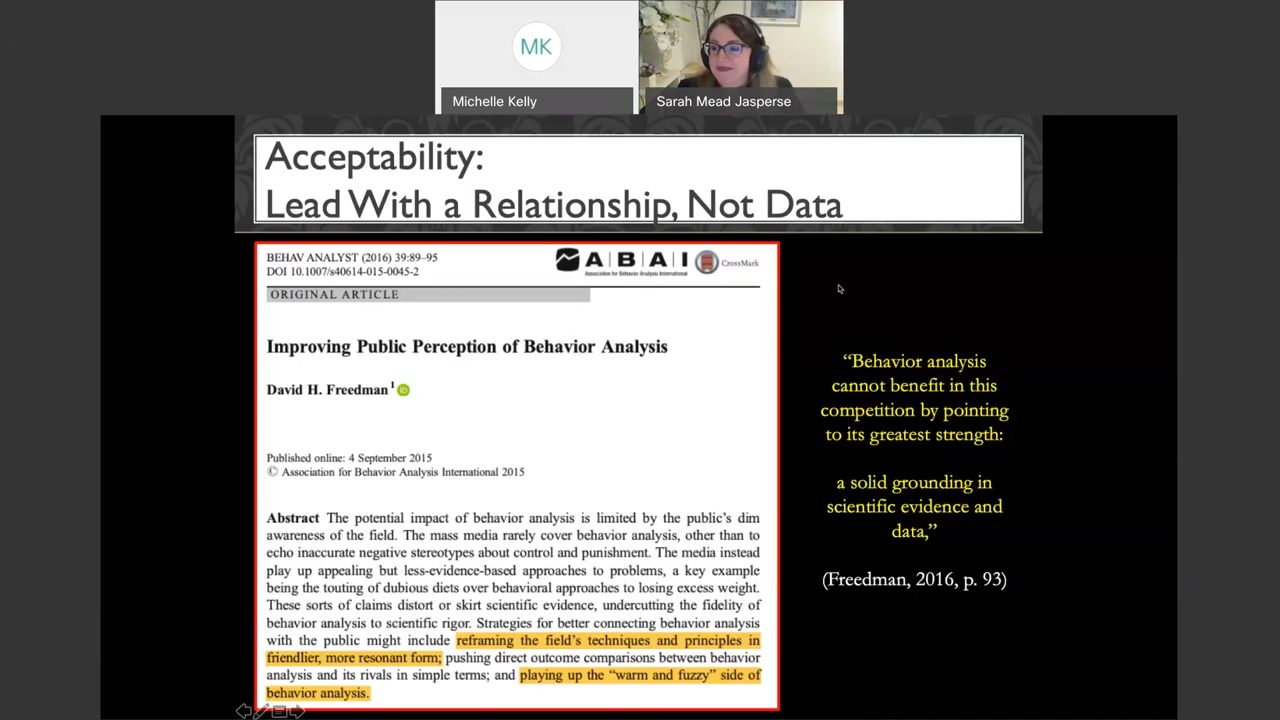 MK
Michelle Kelly
Sarah Mead Jasperse
Acceptability:
Lead With a Relationship, Not Data
BEHAV ANALYST (2016) 39:89–95
DOI 10.1007/s40614-015-0045-2
A|B|A|I
Association for Behavior Analysis International
CrossMark
ORIGINAL ARTICLE
Improving Public Perception of Behavior Analysis
David H. Freedman¹
iD
Published online: 4 September 2015
© Association for Behavior Analysis International 2015
Abstract The potential impact of behavior analysis is limited by the public's dim
awareness of the field. The mass media rarely cover behavior analysis, other than to
echo inaccurate negative stereotypes about control and punishment. The media instead
play up appealing but less-evidence-based approaches to problems, a key example
being the touting of dubious diets over behavioral approaches to losing excess weight.
These sorts of claims distort or skirt scientific evidence, undercutting the fidelity of
behavior analysis to scientific rigor. Strategies for better connecting behavior analysis
with the public might include reframing the field's techniques and principles in
friendlier, more resonant form; pushing direct outcome comparisons between behavior
analysis and its rivals in simple terms; and playing up the "warm and fuzzy" side of
behavior analysis.
“Behavior analysis
cannot benefit in this
competition by pointing
to its greatest strength:
a solid grounding in
scientific evidence and
data,”
(Freedman, 2016, p. 93)